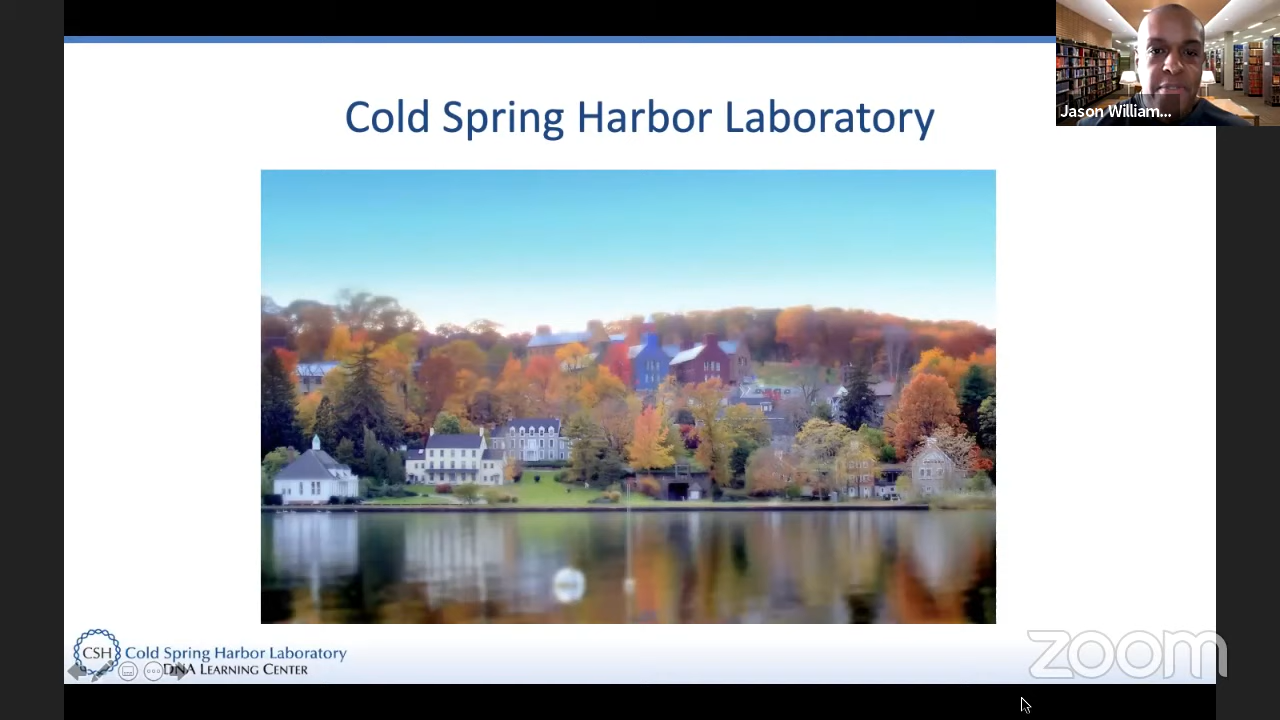 Cold Spring Harbor Laboratory
Jason William...
CSH Cold Spring Harbor Laboratory
DNA LEARNING CENTER
zoom